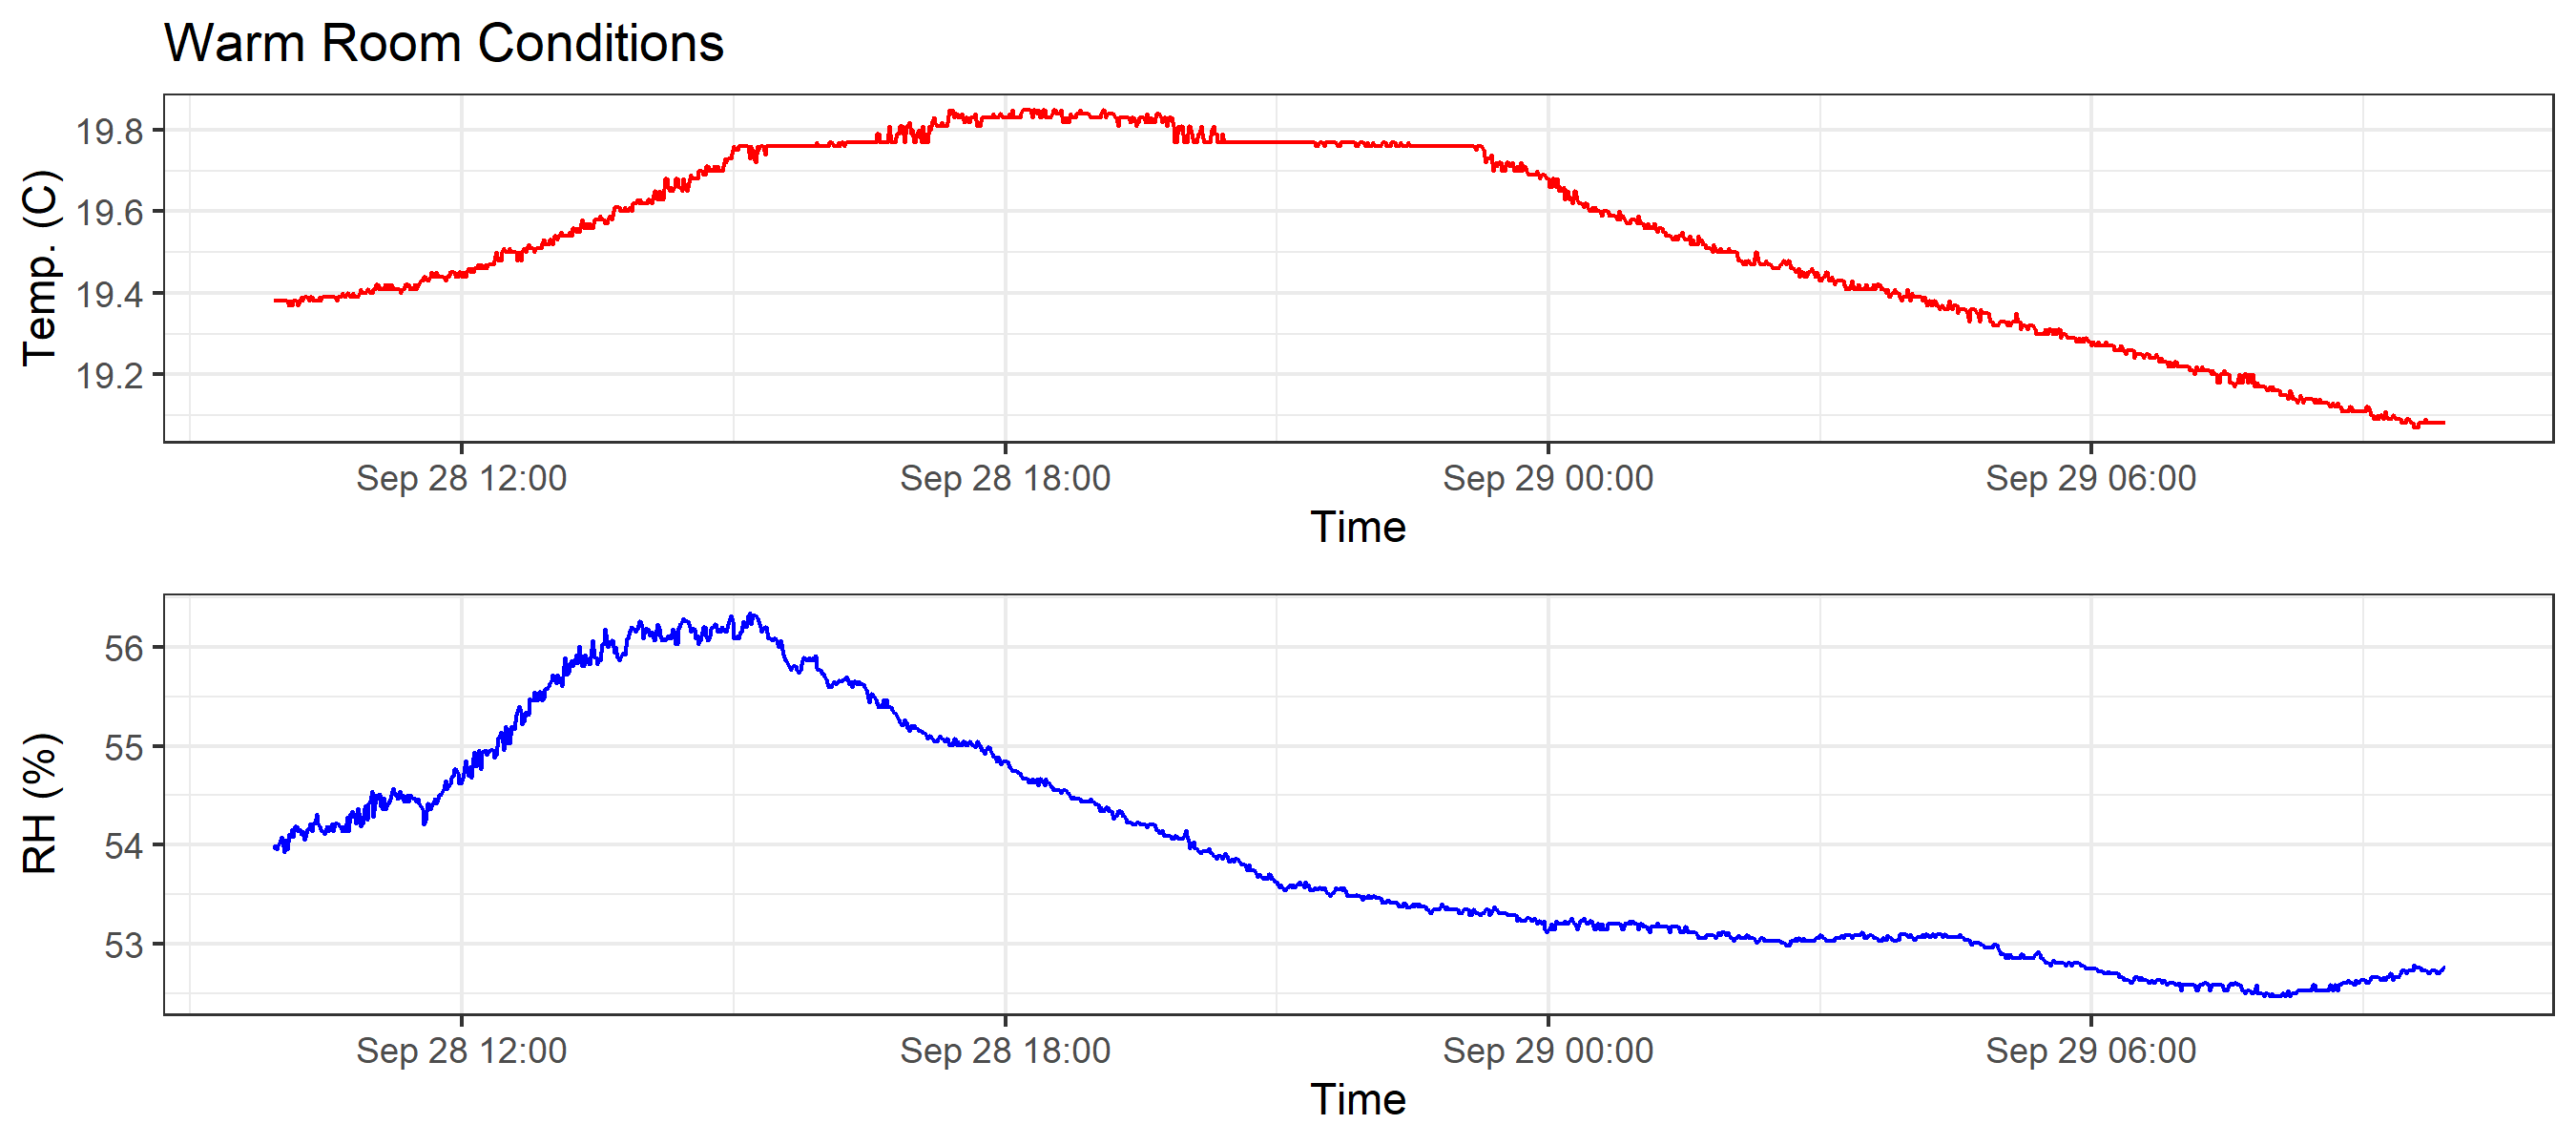 Warm Room Conditions
Temp. (C)
19.8
19.6
19.4
19.2
Sep 28 12:00 Sep 28 18:00 Sep 29 00:00 Sep 29 06:00
Time
RH (%)
56
55
54
53
Sep 28 12:00 Sep 28 18:00 Sep 29 00:00 Sep 29 06:00
Time